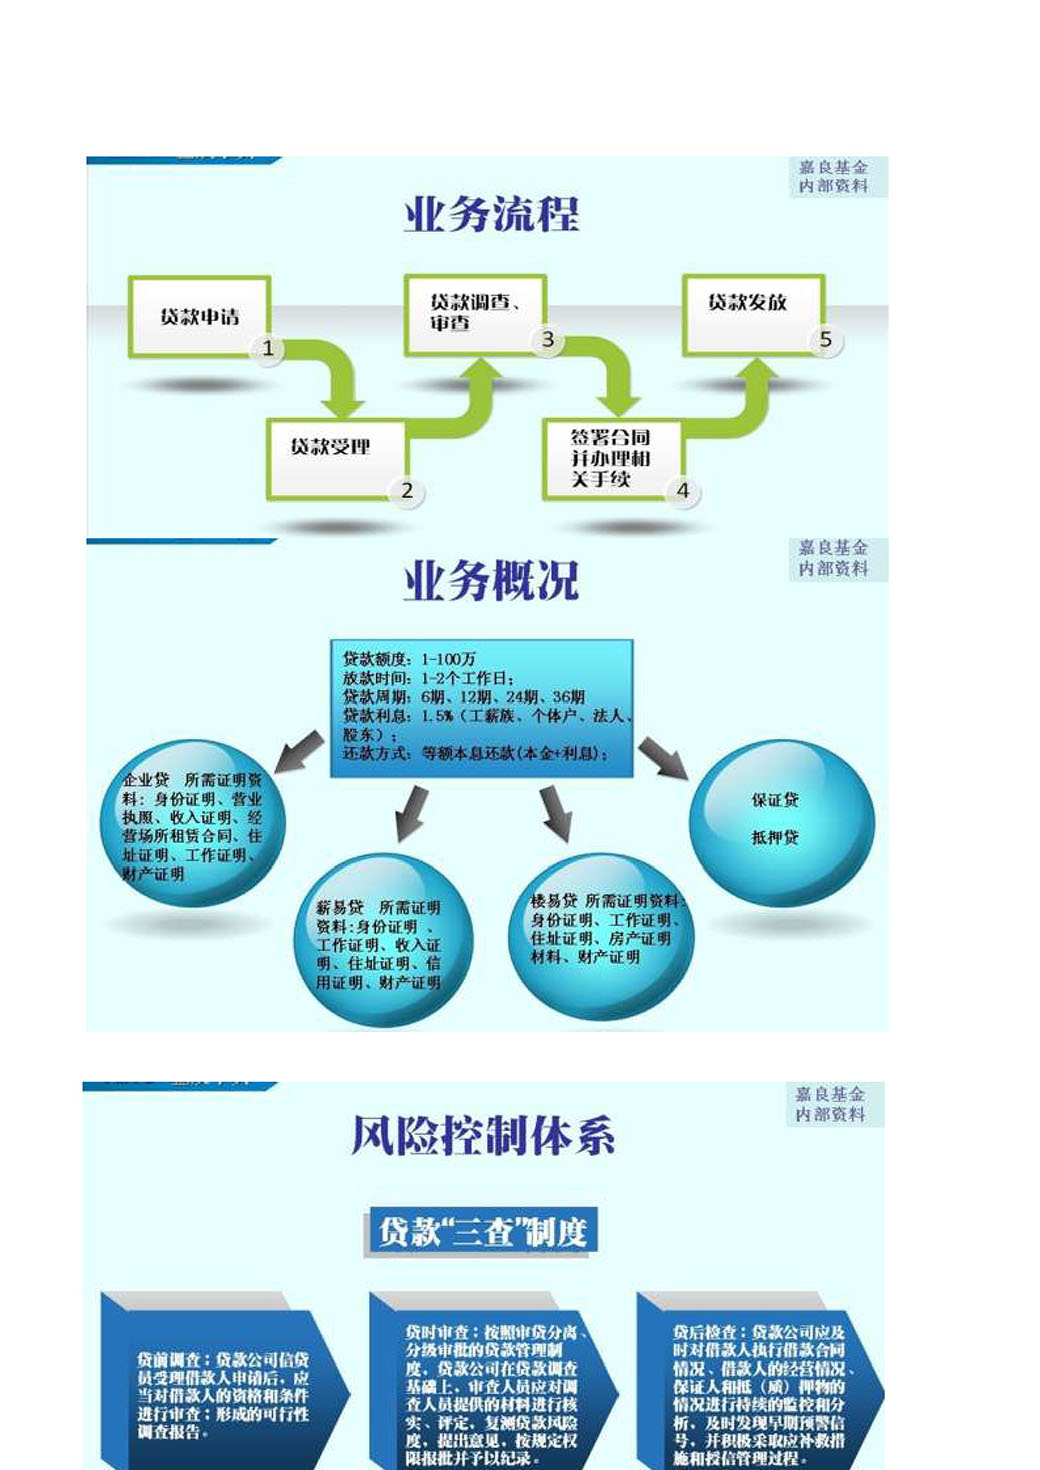 嘉良基金
内部资料
业务流程
贷款申请
1
贷款受理
2
贷款调查、
审查
3
签署合同
并办理相
关手续
4
贷款发放
5
嘉良基金
内部资料
业务概况
贷款额度：1-100万
放款时间：1-2个工作日；
贷款周期：6期、12期、24期、36期
贷款利息：1.5%（工薪族、个体户、法人、
股东）；
还款方式：等额本息还款(本金+利息)；
企业贷 所需证明资
料：身份证明、营业
执照、收入证明、经
营场所租赁合同、住
址证明、工作证明、
财产证明
薪易贷 所需证明
资料:身份证明 、
工作证明、收入证
明、住址证明、信
用证明、财产证明
楼易贷 所需证明资料:
身份证明、工作证明、
住址证明、房产证明
材料、财产证明
保证贷
抵押贷
嘉良基金
内部资料
风险控制体系
贷款“三查”制度
贷前调查：贷款公司信贷
员受理借款人申请后，应
当对借款人的资格和条件
进行审查；形成的可行性
调查报告。
贷时审查：按照审贷分离、
分级审批的贷款管理制
度，贷款公司在贷款调查
基础上，审查人员应对调
查人员提供的材料进行核
实、评定，复测贷款风险
度，提出意见，按规定权
限报批并予以纪录。
贷后检查：贷款公司应及
时对借款人执行借款合同
情况、借款人的经营情况、
保证人和抵（质）押物的
情况进行持续的监控和分
析，及时发现早期预警信
号，并积极采取应补救措
施和授信管理过程。